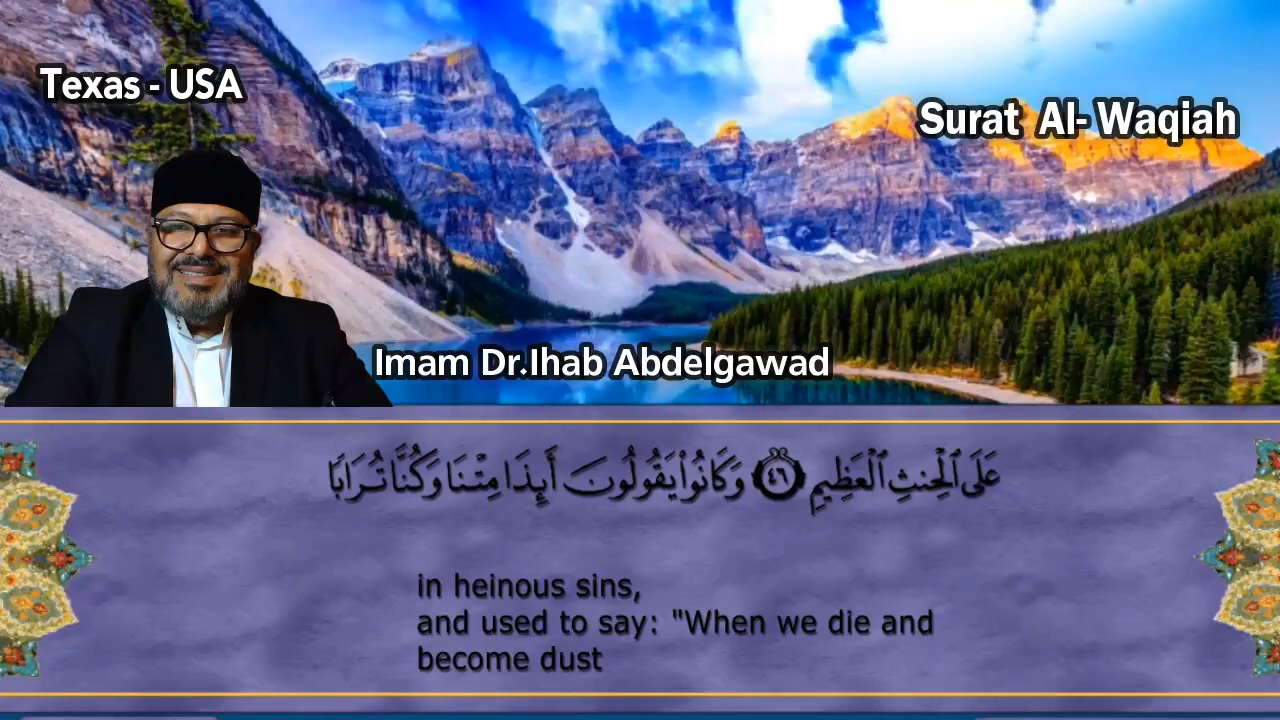 Texas - USA
Surat Al- Waqiah
Imam Dr.Ihab Abdelgawad
عَلَى ٱلْحِنثِ ٱلْعَظِيمِ ٤٦ وَكَانُوا۟ يَقُولُونَ أَئِذَا مِتْنَا وَكُنَّا تُرَابًا
in heinous sins,
and used to say: "When we die and
become dust